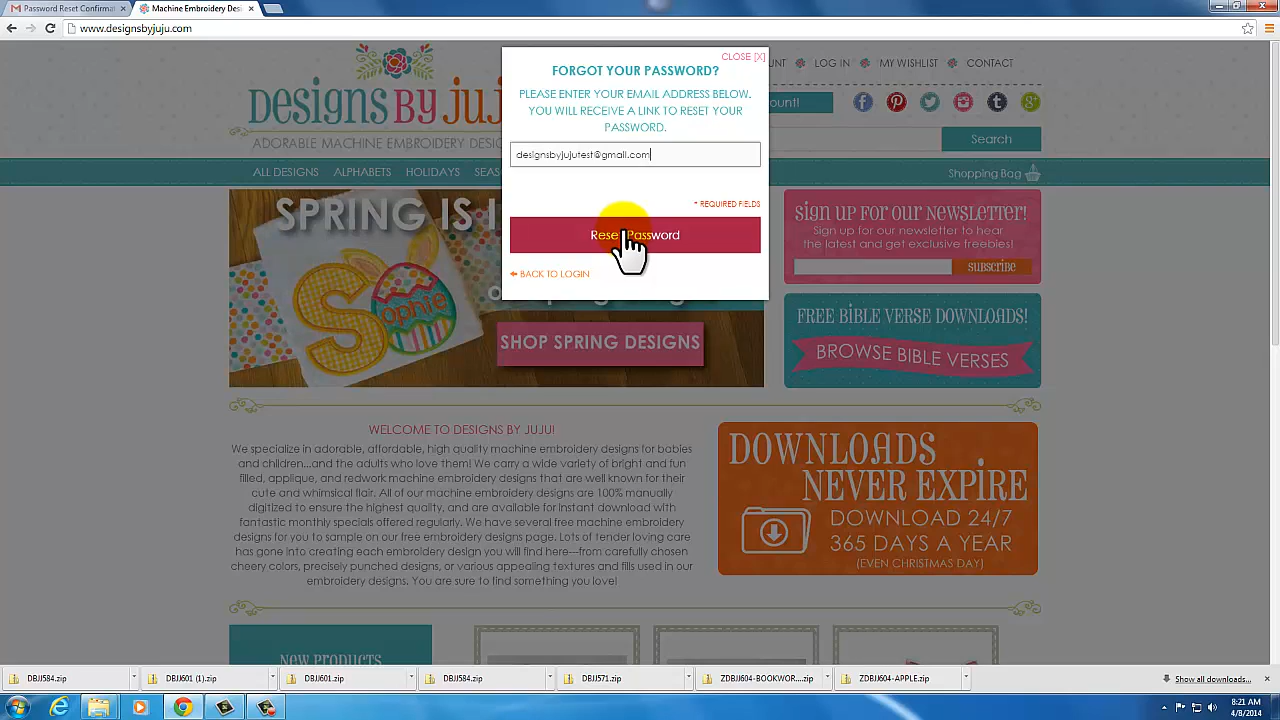 Password Reset Confirmat
Machine Embroidery Desi
www.designsbyjuju.com
CLOSE [X]
FORGOT YOUR PASSWORD?
PLEASE ENTER YOUR EMAIL ADDRESS BELOW.
YOU WILL RECEIVE A LINK TO RESET YOUR
PASSWORD.
designsbyjujutest@gmail.com
* REQUIRED FIELDS
Reset Password
BACK TO LOGIN
LOG IN
MY WISHLIST
CONTACT
DESIGNS BY JU
ADORABLE MACHINE EMBROIDERY
Search
ALL DESIGNS
ALPHABETS
HOLIDAYS
Shopping Bag
SPRING IS
Sophie
SHOP SPRING DESIGNS
sign up for our newsletter!
Sign up for our newsletter to hear
the latest and get exclusive freebies!
subscribe
FREE BIBLE VERSE DOWNLOADS!
BROWSE BIBLE VERSES
WELCOME TO DESIGNS BY JUJU!
We specialize in adorable, affordable, high quality machine embroidery designs for babies
and children...and the adults who love them! We carry a wide variety of bright and fun
filled, applique, and redwork machine embroidery designs that are well known for their
cute and whimsical flair. All of our machine embroidery designs are 100% manually
digitized to ensure the highest quality, and are available for instant download with
fantastic monthly specials offered regularly. We have several free machine embroidery
designs for you to sample on our free embroidery designs page. Lots of tender loving care
has gone into creating each embroidery design you will find here---from carefully chosen
cheery colors, precisely punched designs, or various appealing textures and fills used in our
embroidery designs. You are sure to find something you love!
DOWNLOADS
NEVER EXPIRE
DOWNLOAD 24/7
365 DAYS A YEAR
(EVEN CHRISTMAS DAY)
new products
DBJJ584.zip
DBJJ601 (1).zip
DBJJ601.zip
DBJJ584.zip
DBJJ571.zip
ZDBJJ604-BOOKWOR....zip
ZDBJJ604-APPLE.zip
Show all downloads...
8:21 AM
4/8/2014